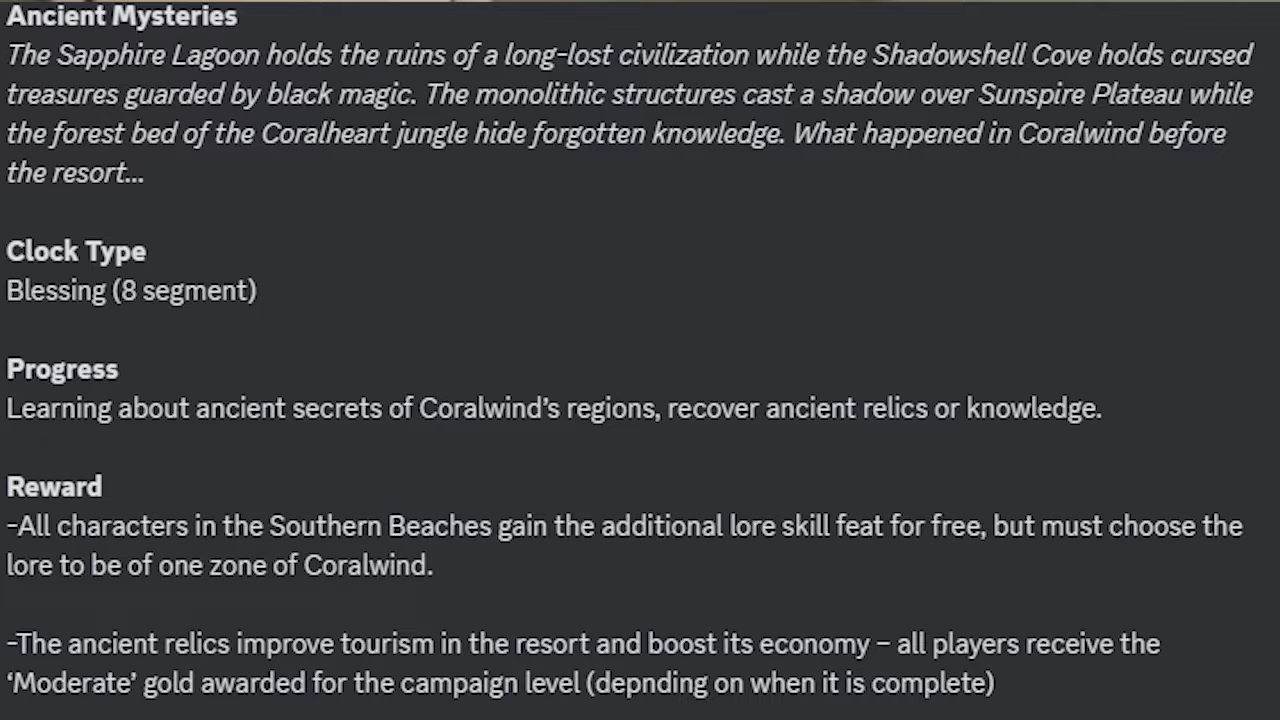 Ancient Mysteries
The Sapphire Lagoon holds the ruins of a long-lost civilization while the Shadowshell Cove holds cursed
treasures guarded by black magic. The monolithic structures cast a shadow over Sunspire Plateau while
the forest bed of the Coralheart jungle hide forgotten knowledge. What happened in Coralwind before
the resort...
Clock Type
Blessing (8 segment)
Progress
Learning about ancient secrets of Coralwind’s regions, recover ancient relics or knowledge.
Reward
-All characters in the Southern Beaches gain the additional lore skill feat for free, but must choose the
lore to be of one zone of Coralwind.
-The ancient relics improve tourism in the resort and boost its economy – all players receive the
‘Moderate’ gold awarded for the campaign level (depnding on when it is complete)